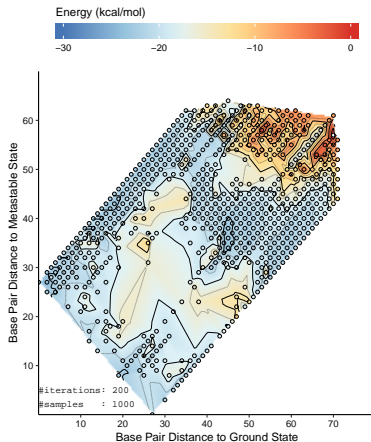 Energy (kcal/mol)
−30 −20 −10 0
Base Pair Distance to Metastable State
60
50
40
30
20
10
#iterations: 200
#samples : 1000
10 20 30 40 50 60 70
Base Pair Distance to Ground State